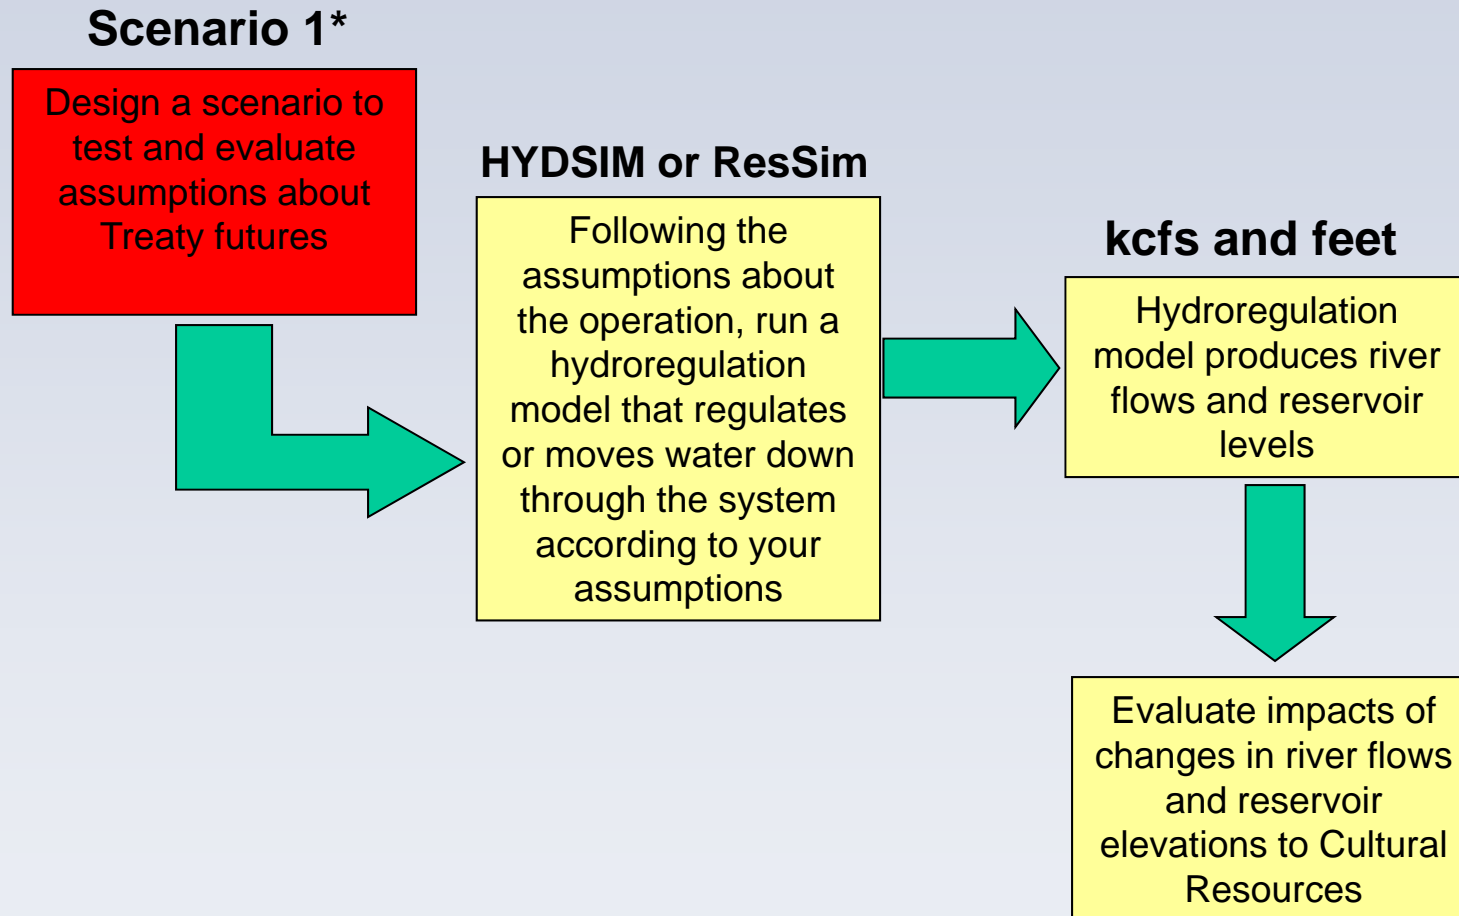 Scenario 1*
Design a scenario to
test and evaluate
assumptions about
Treaty futures
HYDSIM or ResSim
Following the
assumptions about
the operation, run a
hydroregulation
model that regulates
or moves water down
through the system
according to your
assumptions
kcfs and feet
Hydroregulation
model produces river
flows and reservoir
levels
Evaluate impacts of
changes in river flows
and reservoir
elevations to Cultural
Resources